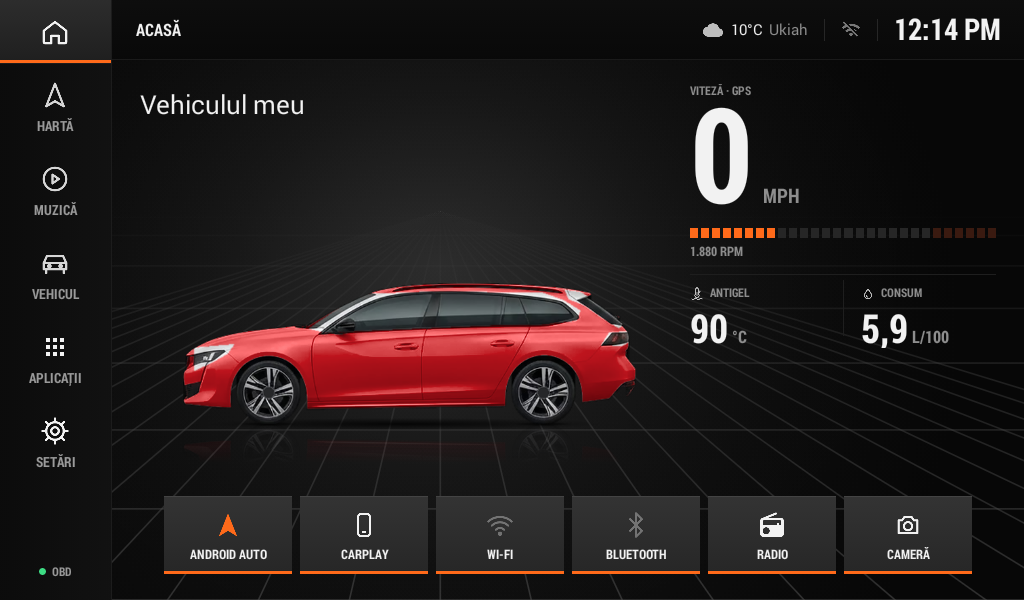 ACASĂ
10°C Ukiah
12:14 PM
HARTĂ
MUZICĂ
VEHICUL
APLICAȚII
SETĂRI
OBD
Vehiculul meu
VITEZĂ · GPS
0 MPH
1.880 RPM
ANTIGEL
90 °C
CONSUM
5,9 L/100
ANDROID AUTO
CARPLAY
WI-FI
BLUETOOTH
RADIO
CAMERĂ